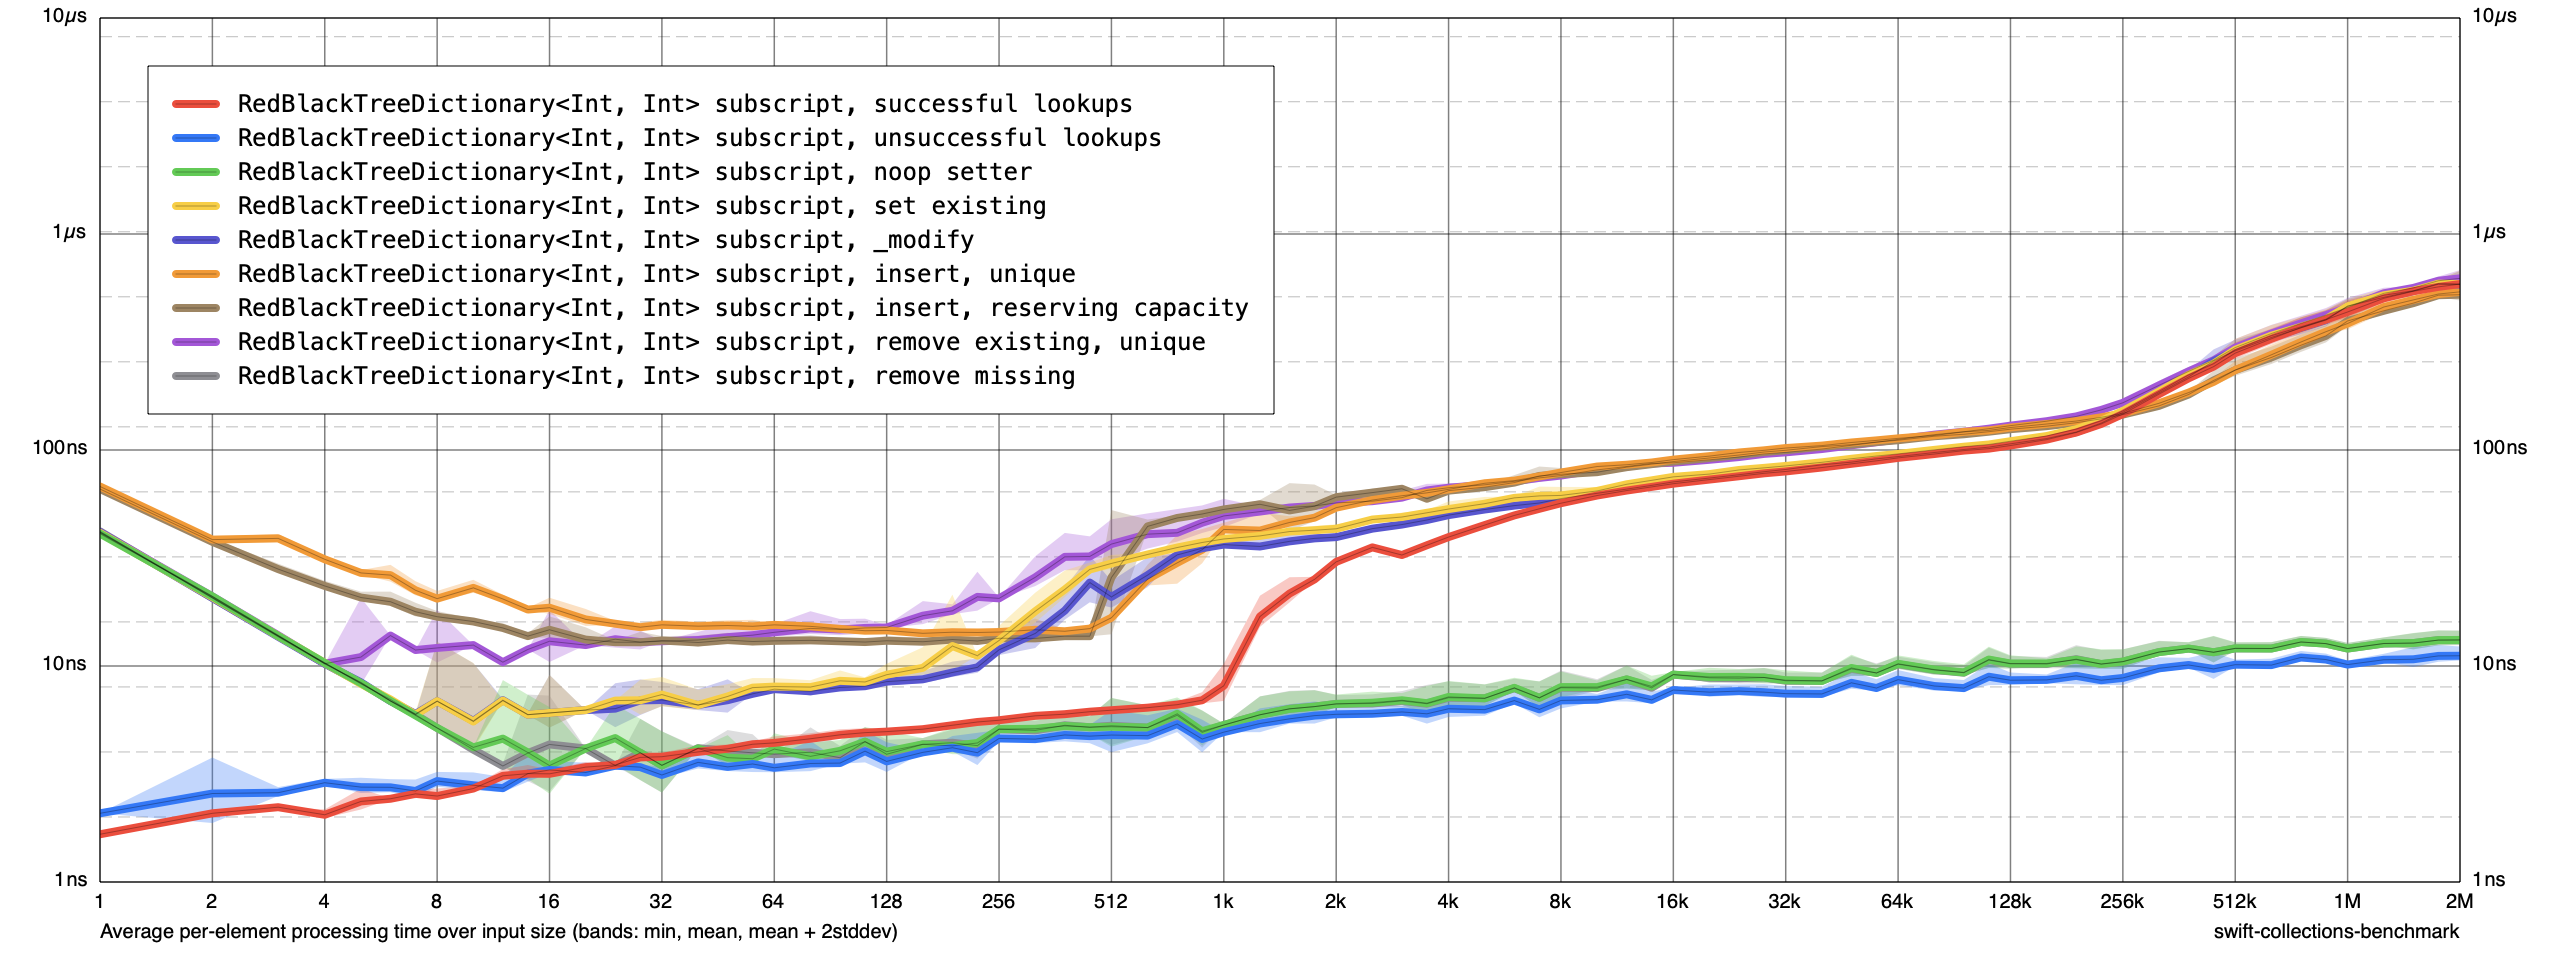 10µs
10µs
RedBlackTreeDictionary<Int, Int> subscript, successful lookups
RedBlackTreeDictionary<Int, Int> subscript, unsuccessful lookups
RedBlackTreeDictionary<Int, Int> subscript, noop setter
RedBlackTreeDictionary<Int, Int> subscript, set existing
RedBlackTreeDictionary<Int, Int> subscript, _modify
RedBlackTreeDictionary<Int, Int> subscript, insert, unique
RedBlackTreeDictionary<Int, Int> subscript, insert, reserving capacity
RedBlackTreeDictionary<Int, Int> subscript, remove existing, unique
RedBlackTreeDictionary<Int, Int> subscript, remove missing
1µs
1µs
100ns
100ns
10ns
10ns
1ns
1ns
1 2 4 8 16 32 64 128 256 512 1k 2k 4k 8k 16k 32k 64k 128k 256k 512k 1M 2M
Average per-element processing time over input size (bands: min, mean, mean + 2stddev)
swift-collections-benchmark